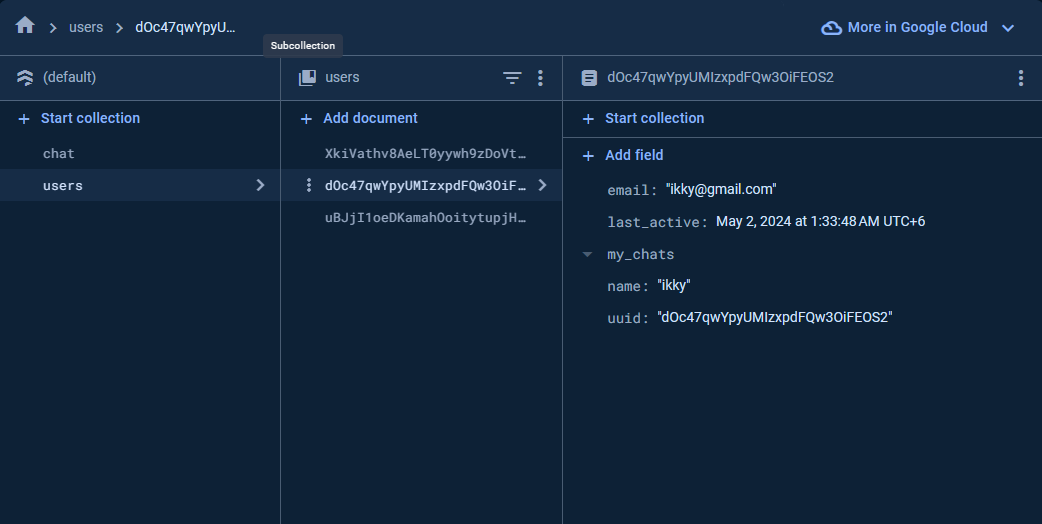 users
dOc47qwYpyU...
More in Google Cloud
Subcollection
(default)
users
dOc47qwYpyUMIzxpdFQw3OiFEOS2
Start collection
Add document
Start collection
chat
XkiVathv8AeLT0yywh9zDoVt...
Add field
users
dOc47qwYpyUMIzxpdFQw3OiF...
email: "ikky@gmail.com"
uBJjI1oeDKamahOoitytupjH...
last_active: May 2, 2024 at 1:33:48 AM UTC+6
my_chats
name: "ikky"
uuid: "dOc47qwYpyUMIzxpdFQw3OiFEOS2"